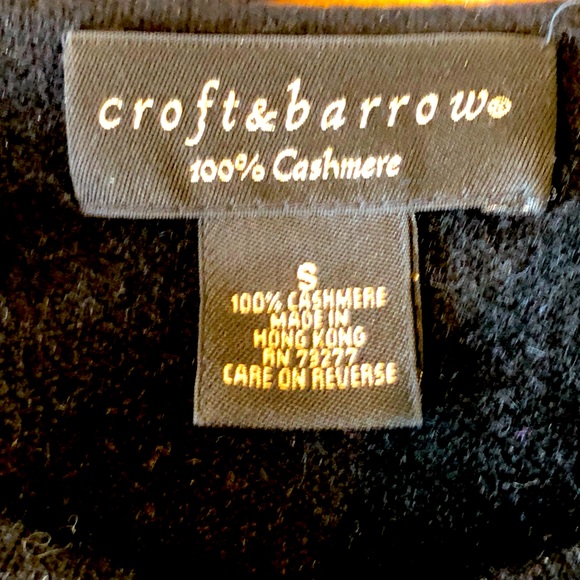 croft&barrow®
100% Cashmere
S
100% CASHMERE
MADE IN
HONG KONG
RN 73277
CARE ON REVERSE